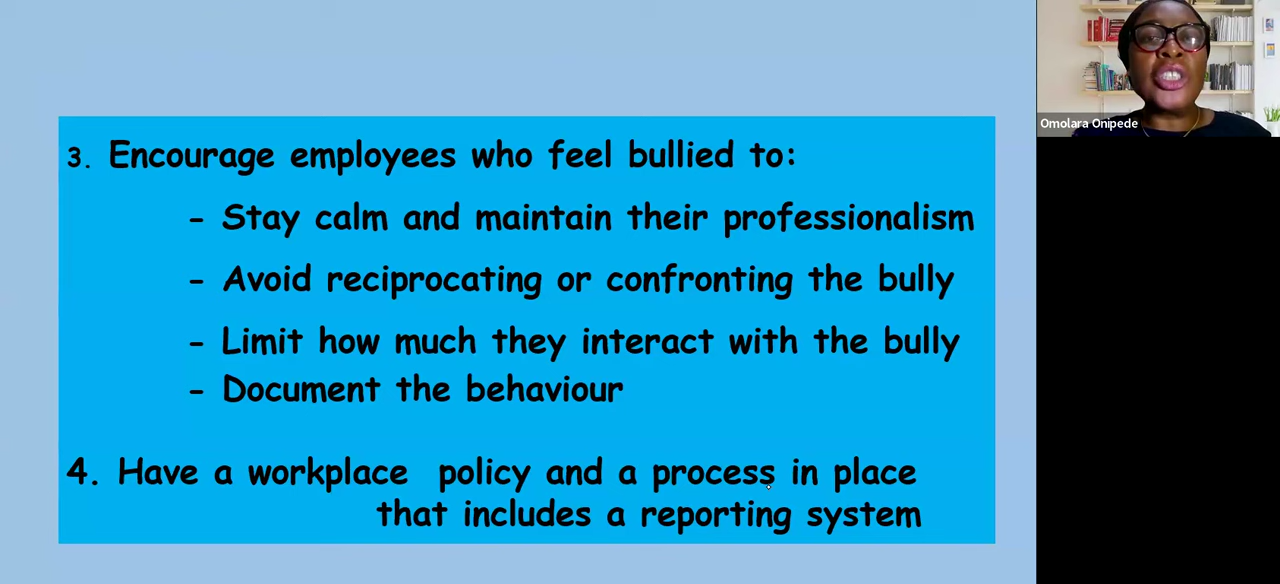 3. Encourage employees who feel bullied to:
- Stay calm and maintain their professionalism
- Avoid reciprocating or confronting the bully
- Limit how much they interact with the bully
- Document the behaviour
4. Have a workplace policy and a process in place
that includes a reporting system
Omolara Onipede